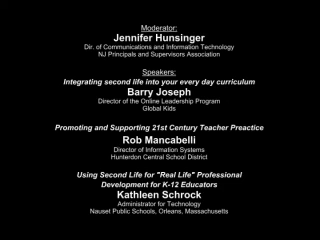 Moderator:
Jennifer Hunsinger
Dir. of Communications and Information Technology
NJ Principals and Supervisors Association
Speakers:
Integrating second life into your every day curriculum
Barry Joseph
Director of the Online Leadership Program
Global Kids
Promoting and Supporting 21st Century Teacher Preactice
Rob Mancabelli
Director of Information Systems
Hunterdon Central School District
Using Second Life for "Real Life" Professional
Development for K-12 Educators
Kathleen Schrock
Administrator for Technology
Nauset Public Schools, Orleans, Massachusetts